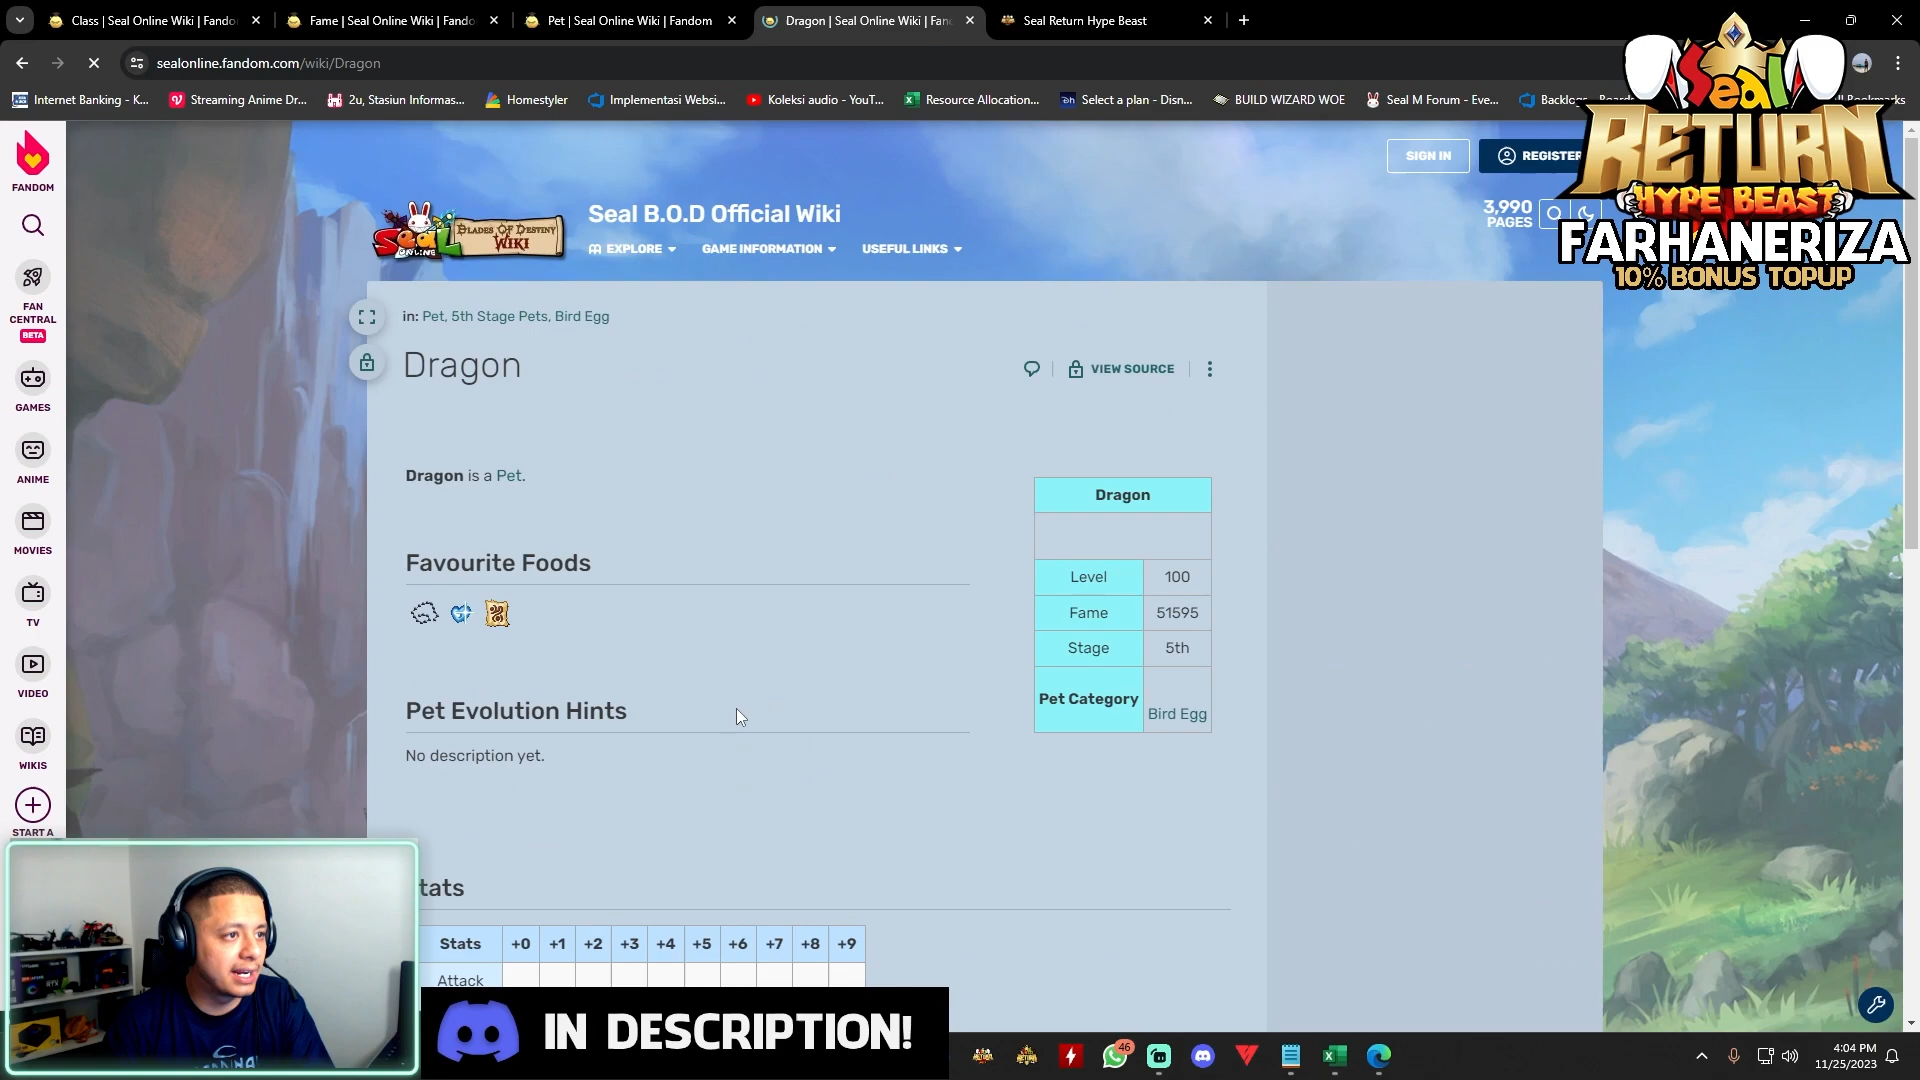 Class | Seal Online Wiki | Fando
Fame | Seal Online Wiki | Fando
Pet | Seal Online Wiki | Fandom
Dragon | Seal Online Wiki | Fan
Seal Return Hype Beast
sealonline.fandom.com/wiki/Dragon
Internet Banking - K...
Streaming Anime Dr...
2u, Stasiun Informas...
Homestyler
Implementasi Websi...
Koleksi audio - YouT...
Resource Allocation...
Select a plan - Disn...
BUILD WIZARD WOE
Seal M Forum - Eve...
Seal
RETURN
HYPE BEAST
FARHANERIZA
10% BONUS TOPUP
SIGN IN
REGISTER
FANDOM
FAN
CENTRAL
BETA
GAMES
ANIME
MOVIES
TV
VIDEO
WIKIS
START A
SeaL
ONLINE
BLADES OF DESTINY
WIKI
Seal B.O.D Official Wiki
EXPLORE
GAME INFORMATION
USEFUL LINKS
3,990
PAGES
in: Pet, 5th Stage Pets, Bird Egg
Dragon
VIEW SOURCE
Dragon is a Pet.
Favourite Foods
Pet Evolution Hints
No description yet.
Dragon
Level 100
Fame 51595
Stage 5th
Pet Category Bird Egg
tats
Stats +0 +1 +2 +3 +4 +5 +6 +7 +8 +9
Attack
IN DESCRIPTION!
46
4:04 PM
11/25/2023